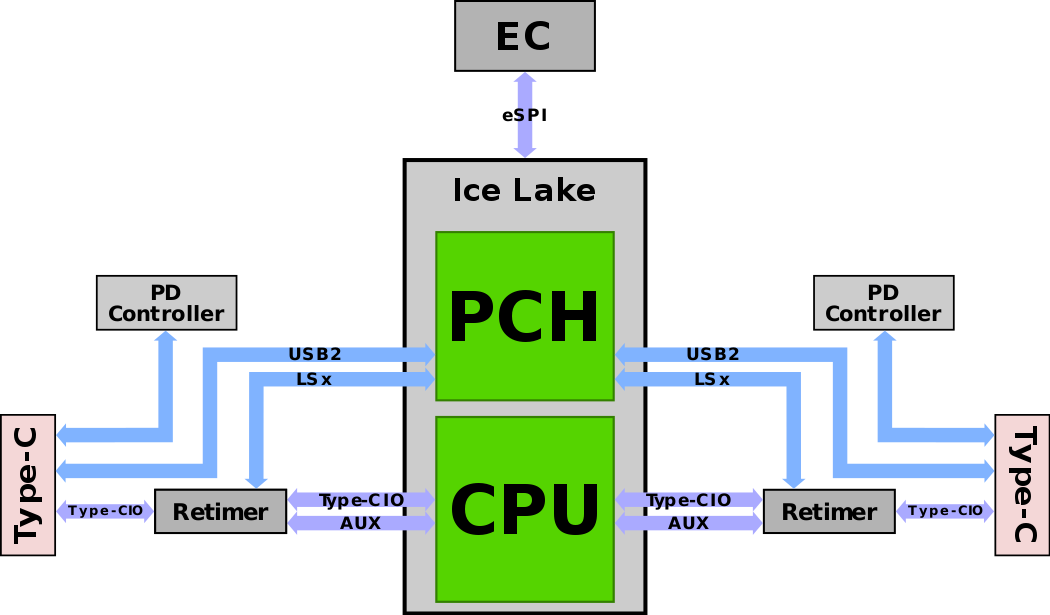 EC
eSPI
Ice Lake
PCH
PD
Controller
PD
Controller
USB2
USB2
LSx
LSx
Type-C
Type-C
CPU
Type-CIO
Type-CIO
Type-CIO
Type-CIO
Retimer
Retimer
AUX
AUX